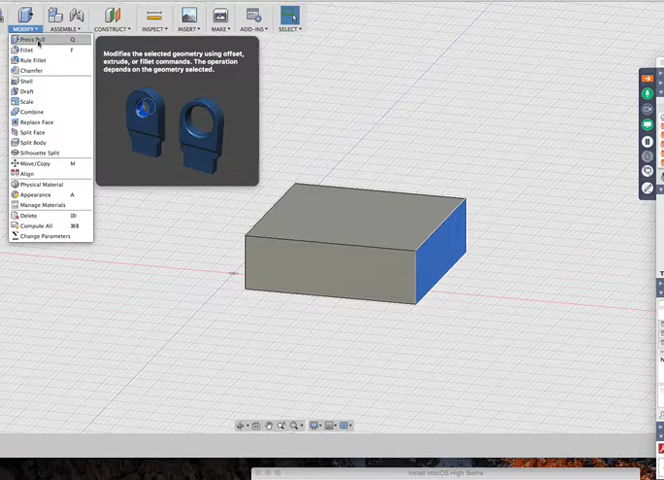 MODIFY ASSEMBLE CONSTRUCT INSPECT INSERT MAKE ADD-INS SELECT
Press Pull Q
Fillet F
Rule Fillet
Chamfer
Shell
Draft
Scale
Combine
Replace Face
Split Face
Split Body
Silhouette Split
Move/Copy M
Align
Physical Material
Appearance A
Manage Materials
Delete
Compute All ⌘B
Change Parameters
Modifies the selected geometry using offset,
extrude, or fillet commands. The operation
depends on the geometry selected.
Install macOS High Sierra